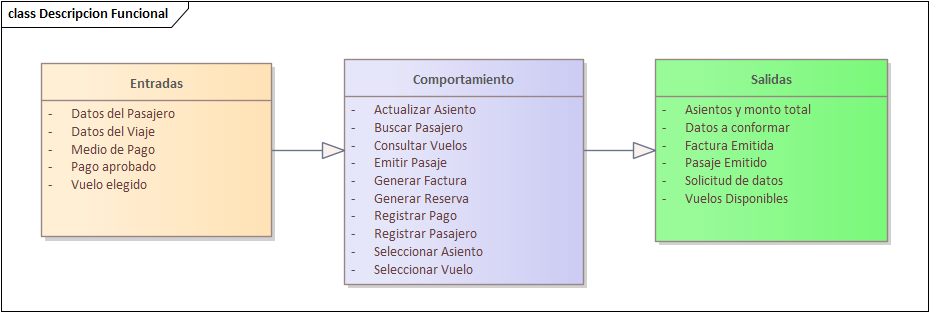 class Descripcion Funcional
Entradas
- Datos del Pasajero
- Datos del Viaje
- Medio de Pago
- Pago aprobado
- Vuelo elegido
Comportamiento
- Actualizar Asiento
- Buscar Pasajero
- Consultar Vuelos
- Emitir Pasaje
- Generar Factura
- Generar Reserva
- Registrar Pago
- Registrar Pasajero
- Seleccionar Asiento
- Seleccionar Vuelo
Salidas
- Asientos y monto total
- Datos a conformar
- Factura Emitida
- Pasaje Emitido
- Solicitud de datos
- Vuelos Disponibles